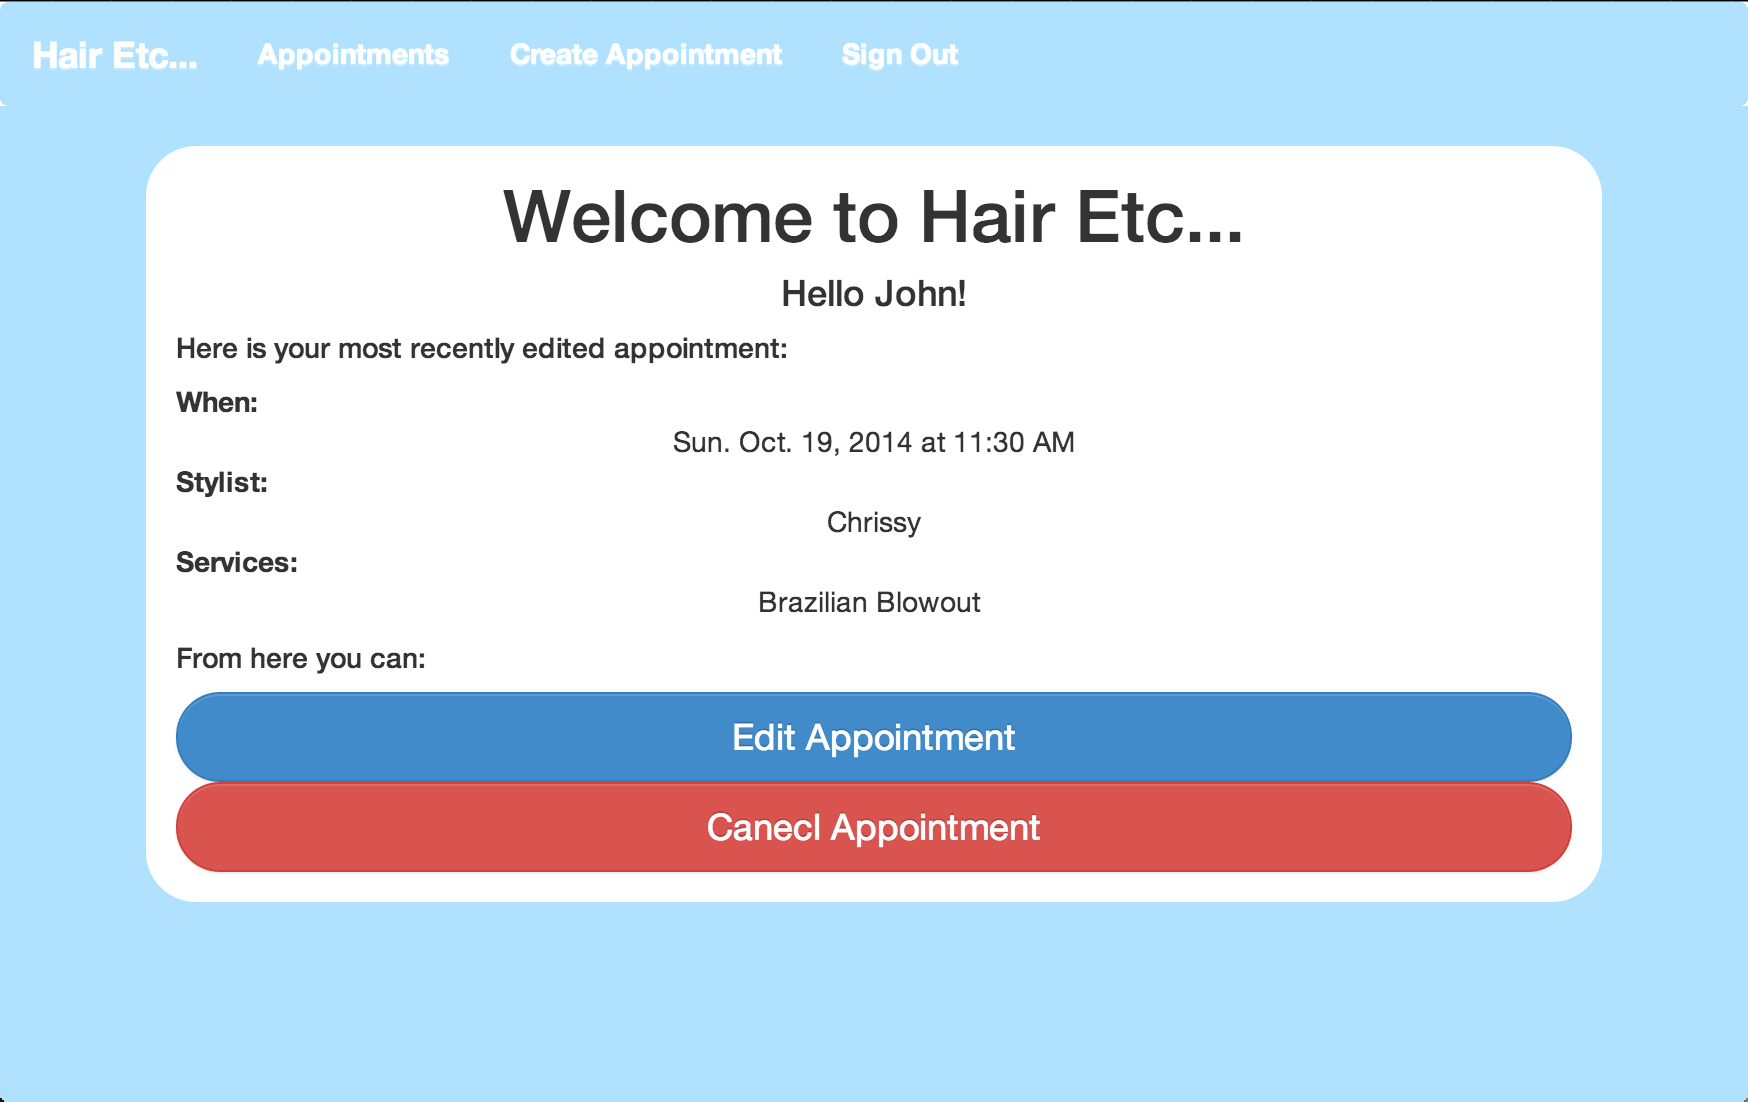 Hair Etc... Appointments Create Appointment Sign Out
Welcome to Hair Etc...
Hello John!
Here is your most recently edited appointment:
When:
Sun. Oct. 19, 2014 at 11:30 AM
Stylist:
Chrissy
Services:
Brazilian Blowout
From here you can:
Edit Appointment
Canecl Appointment